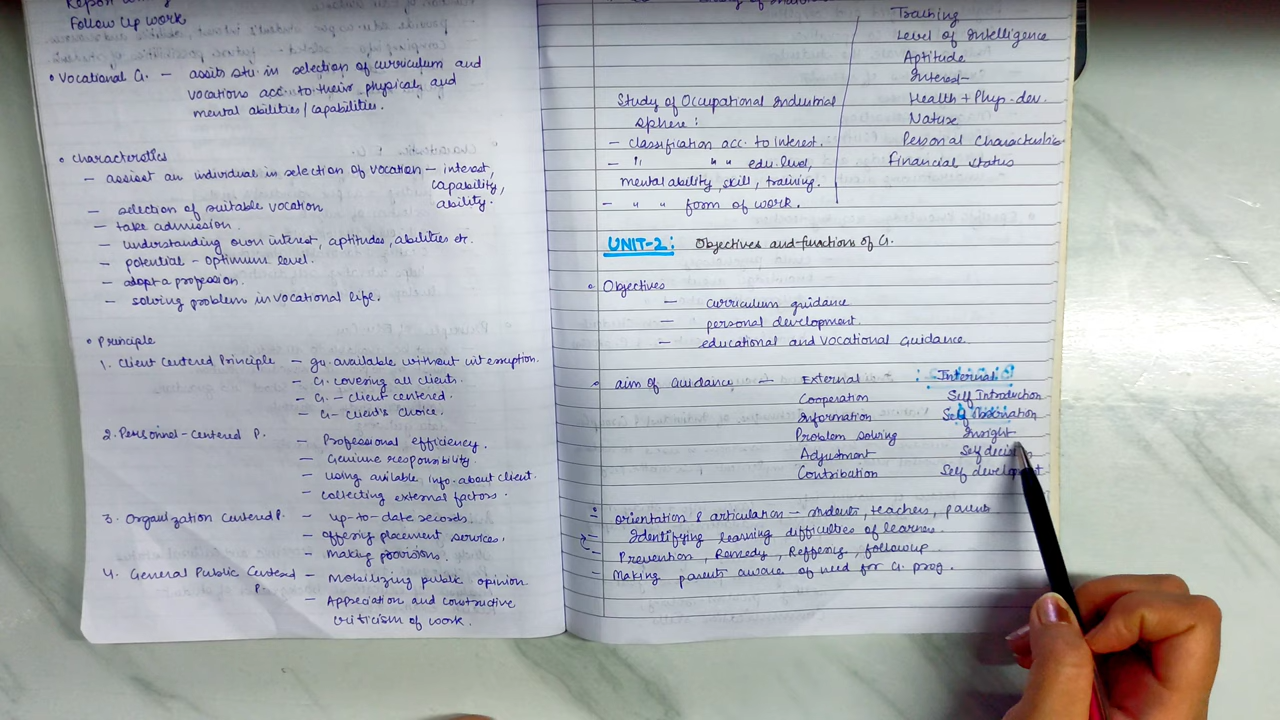 Follow Up work
• Vocational G. – assits stu. in selection of curriculum and
vocations acc. to their physical and
mental abilities/capabilities.
• Characteristics
– assist an individual in selection of vocation – interest,
capability,
ability.
– selection of suitable vocation
– take admission.
– understanding own interest, aptitudes, abilities etc.
– potential – optimum level.
– adopt a profession.
– solving problem in vocational life.
• Principle
1. Client Centered Principle – gu. available without interruption.
– G. covering all clients.
– G. – client centered.
– G – client's choice.
2. Personnel-Centered P. – Professional efficiency.
– Genuine responsibility.
– using available info. about client.
– collecting external factors.
3. Organization Centered P. – up-to-date records.
– offering placement, services.
– making provisions.
4. General Public Centered P. – Mobilizing public opinion.
– Appreciation and constructive
criticism of work.
Training
Level of Intelligence
Aptitude
Interest
Health + Phy. dev.
Nature
Personal Characteristics
Financial status
Study of Occupational Industrial
sphere:
– classification acc. to interest.
– " " " edu. level,
mental ability, skill, training.
– " " form of work.
UNIT-2: Objectives and functions of G.
• Objectives
– curriculum guidance
– personal development.
– educational and vocational Guidance.
• aim of Guidance – External Internal
Cooperation Self Introduction
Information Self
Problem solving Insight
Adjustment Self
Contribution Self
– orientation & articulation – students, teachers, parents
– Identifying learning difficulties of learner.
– Prevention, Remedy, Reffering, followup.
– Making parents aware of need for G. prog.